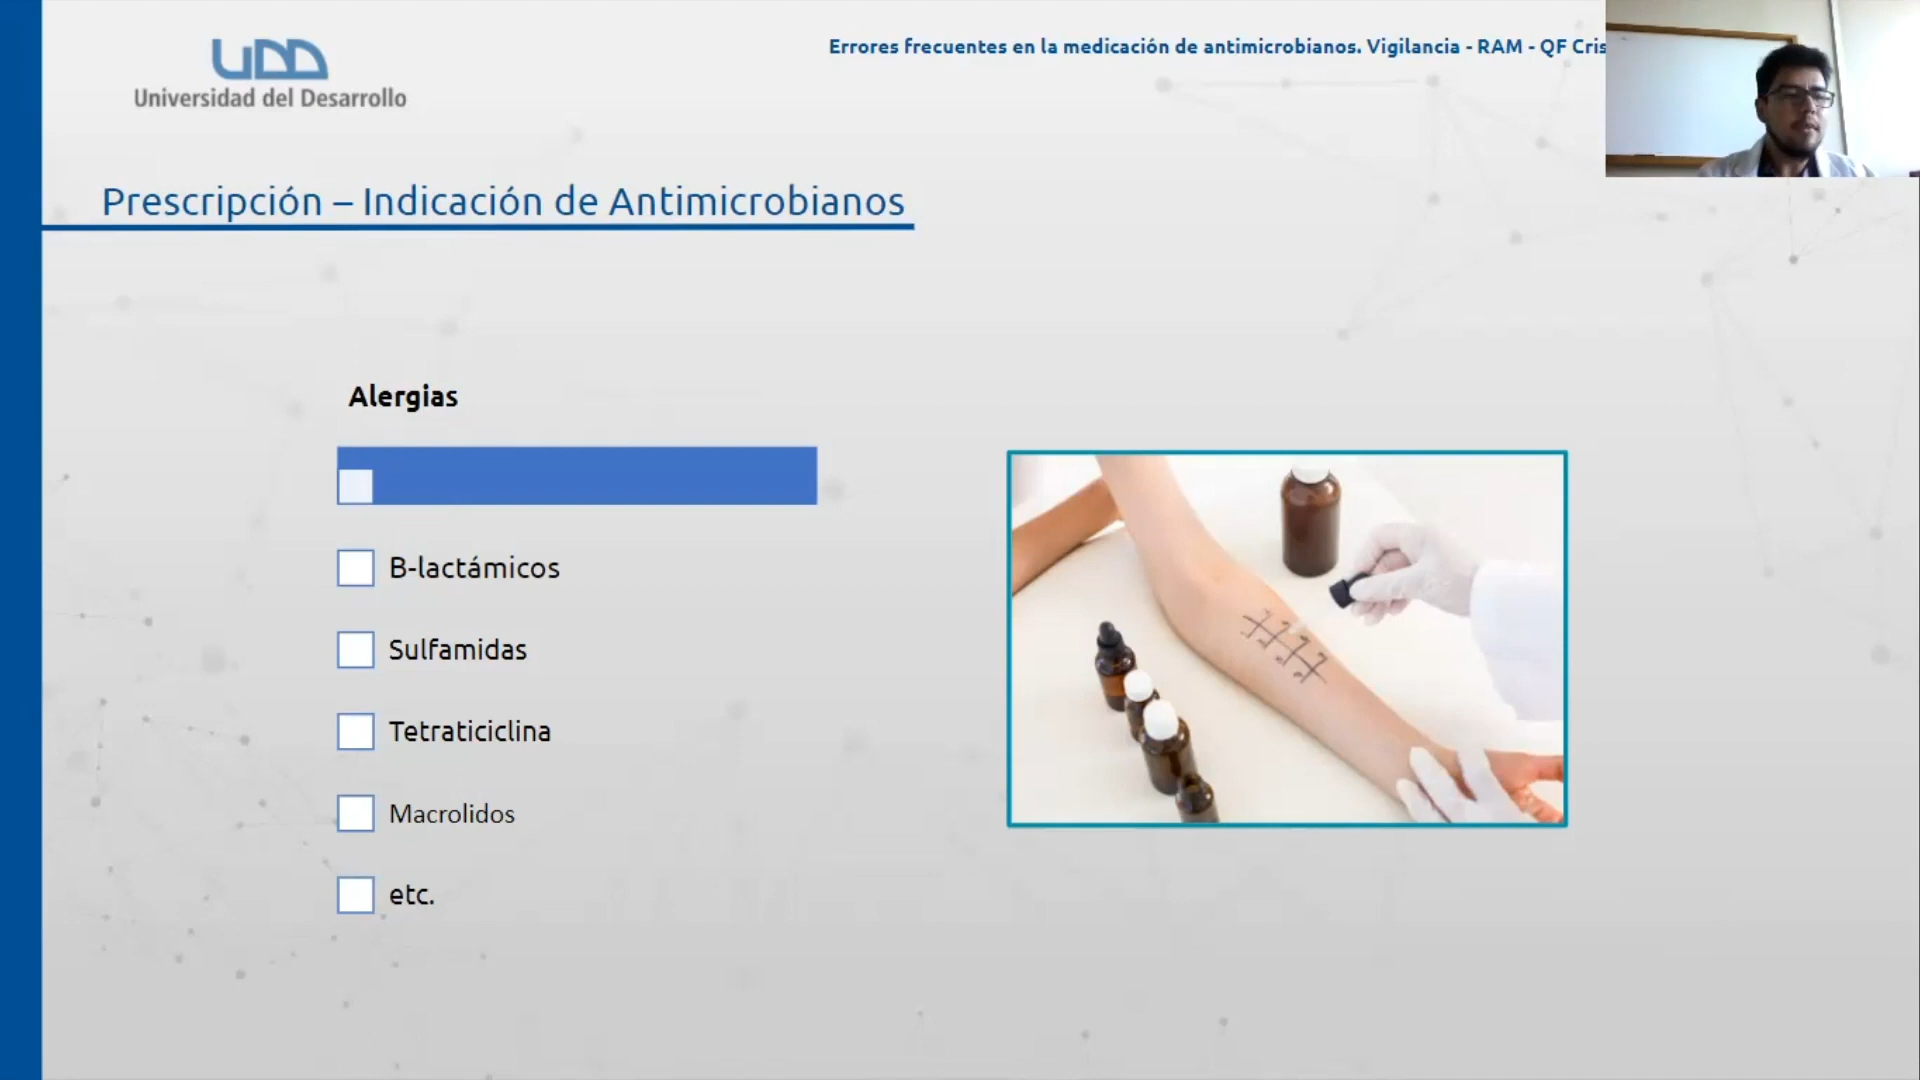 UDD
Universidad del Desarrollo
Errores frecuentes en la medicación de antimicrobianos. Vigilancia - RAM - QF Cris
Prescripción – Indicación de Antimicrobianos
Alergias
B-lactámicos
Sulfamidas
Tetraticiclina
Macrolidos
etc.